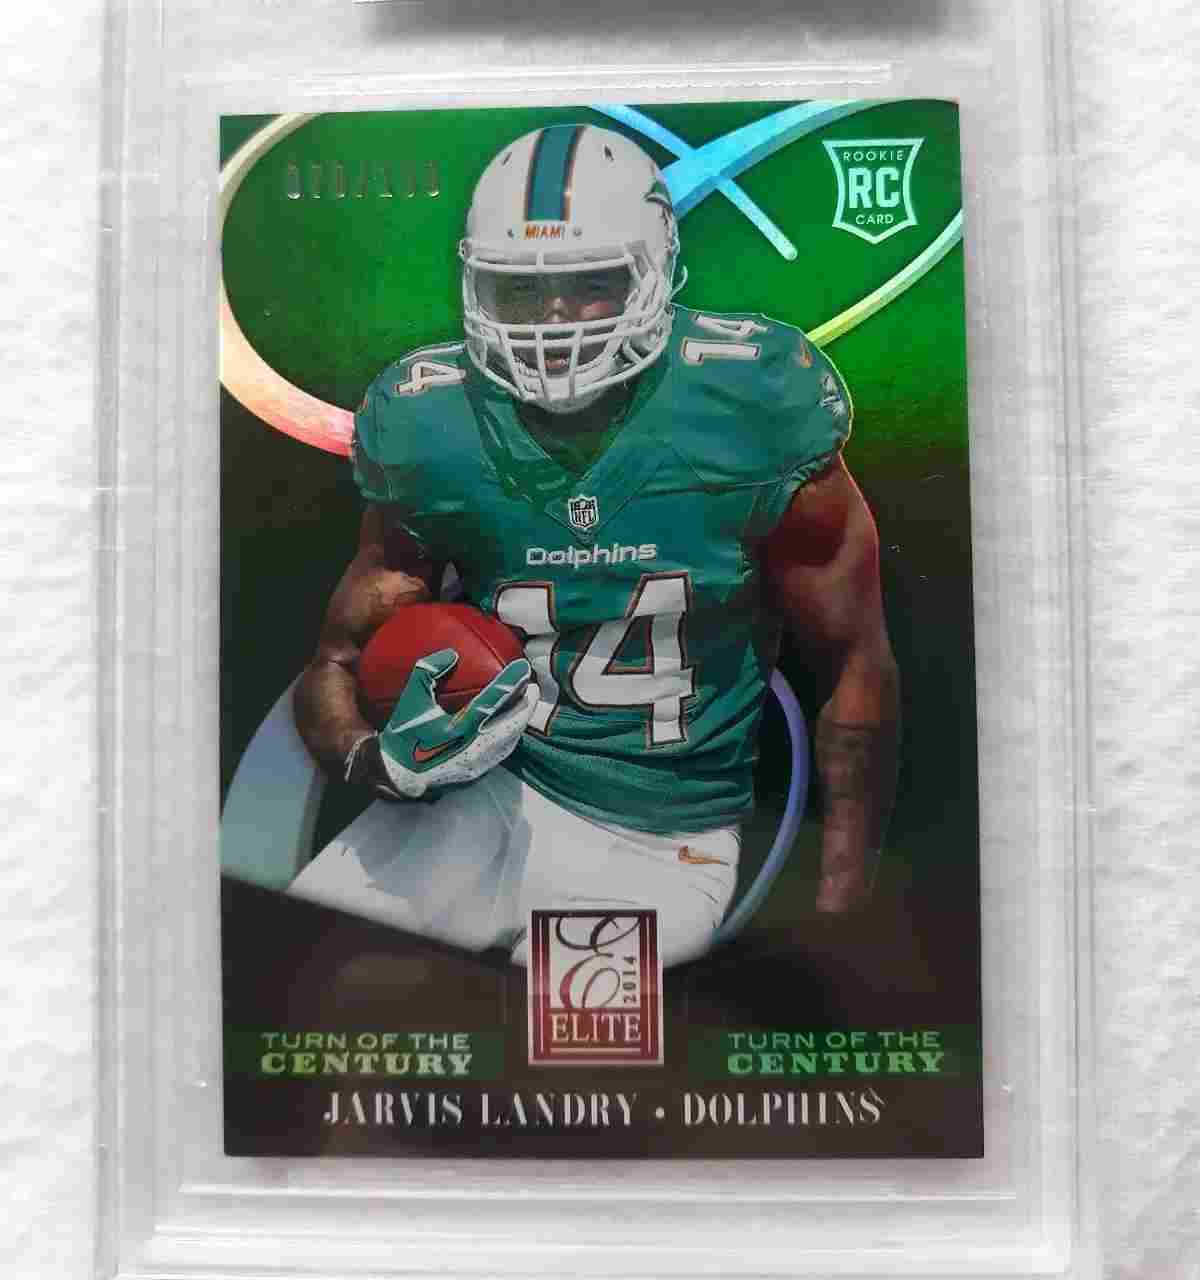 ROOKIE
RC
CARD
MIAMI
14
14
NFL
Dolphins
14
E
2014
ELITE
TURN OF THE
CENTURY
TURN OF THE
CENTURY
JARVIS LANDRY • DOLPHINS